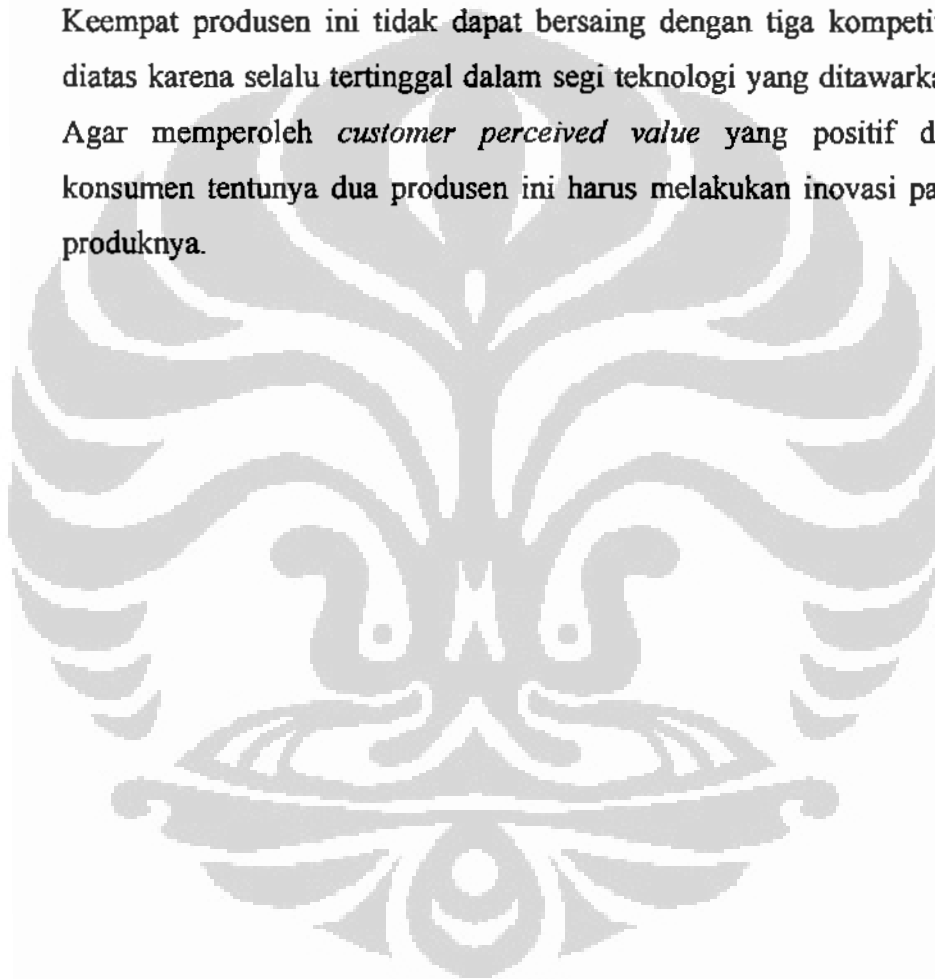 Keempat produsen ini tidak dapat bersaing dengan tiga kompetit
diatas karena selalu tertinggal dalam segi teknologi yang ditawarka
Agar memperoleh customer perceived value yang positif d
konsumen tentunya dua produsen ini harus melakukan inovasi pa
produknya.